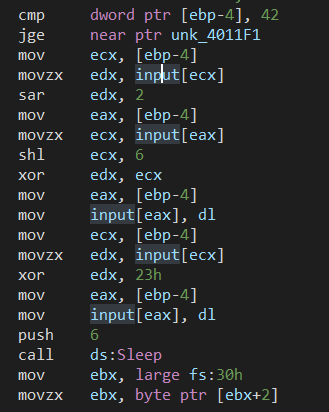 cmp dword ptr [ebp-4], 42
jge near ptr unk_4011F1
mov ecx, [ebp-4]
movzx edx, input[ecx]
sar edx, 2
mov eax, [ebp-4]
movzx ecx, input[eax]
shl ecx, 6
xor edx, ecx
mov eax, [ebp-4]
mov input[eax], dl
mov ecx, [ebp-4]
movzx edx, input[ecx]
xor edx, 23h
mov eax, [ebp-4]
mov input[eax], dl
push 6
call ds:Sleep
mov ebx, large fs:30h
movzx ebx, byte ptr [ebx+2]